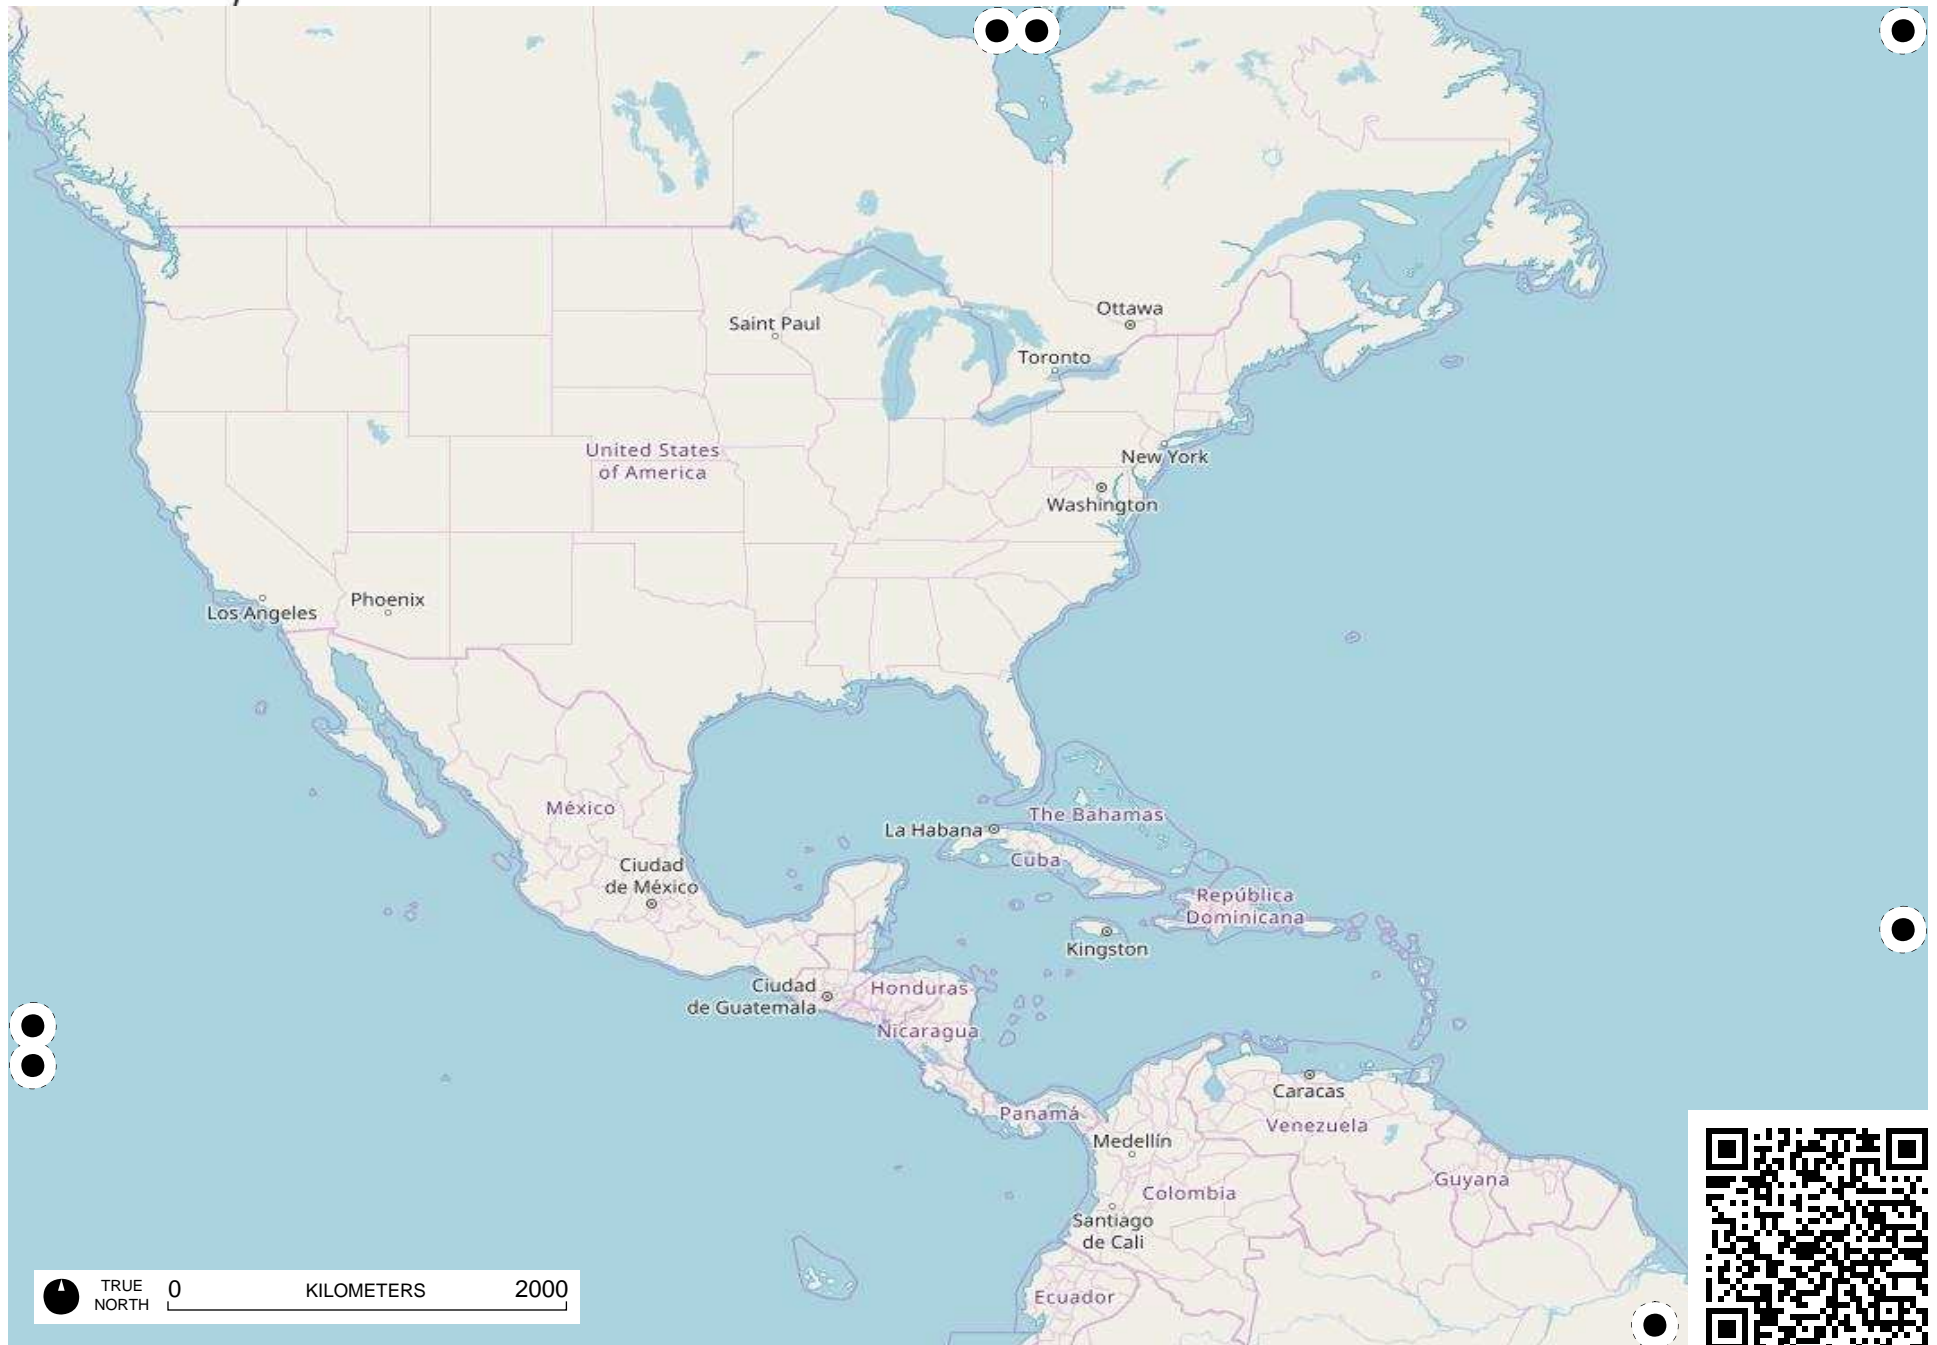 Ottawa
Saint Paul
Toronto
United States
of America
New York
Washington
Los Angeles
Phoenix
México
The Bahamas
La Habana
Cuba
Ciudad
de México
República
Dominicana
Kingston
Ciudad
de Guatemala
Honduras
Nicaragua
Caracas
Panamá
Venezuela
Medellín
Guyana
Colombia
Santiago
de Cali
Ecuador
TRUE
NORTH
0 KILOMETERS 2000